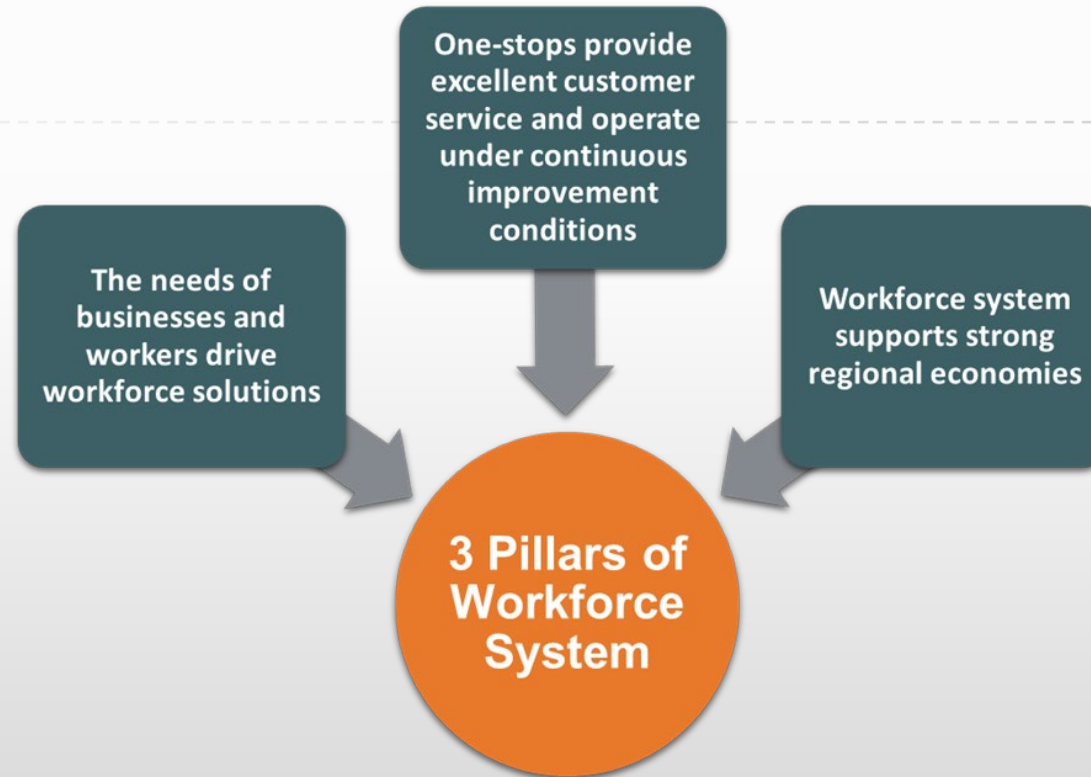 One-stops provide
excellent customer
service and operate
under continuous
improvement
conditions
The needs of
businesses and
workers drive
workforce solutions
Workforce system
supports strong
regional economies
3 Pillars of
Workforce
System